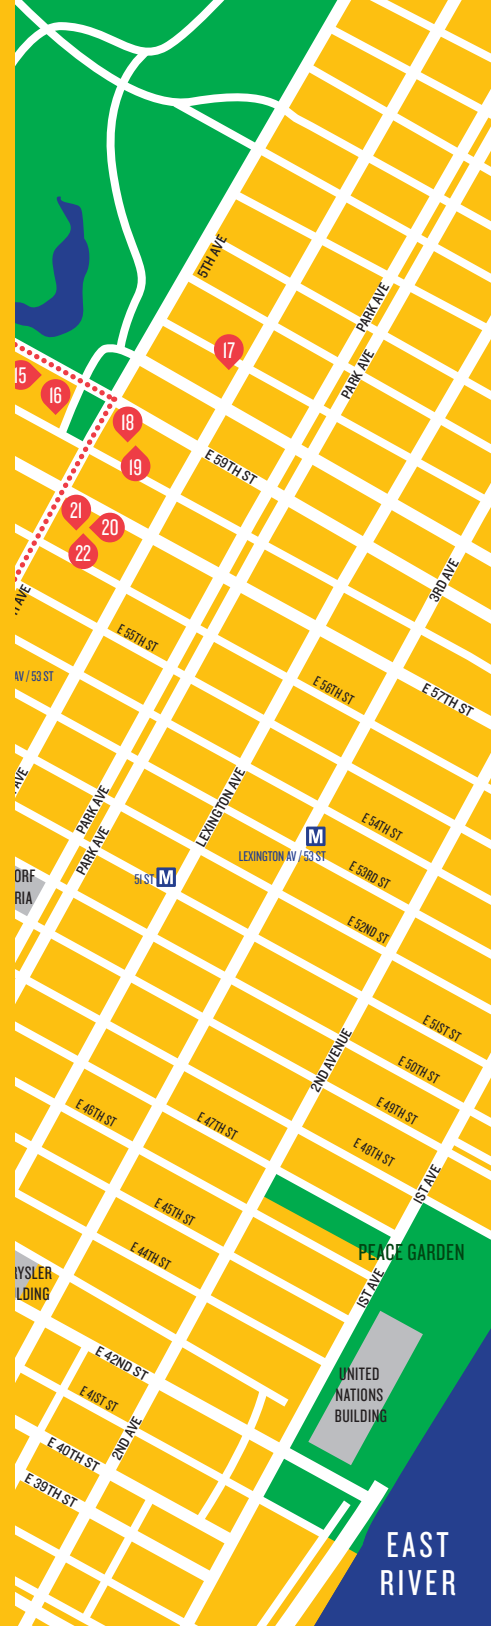 5TH AVE
PARK AVE
17
PARK AVE
15
16
18
E 59TH ST
19
21
20
22
3RD AVE
AVE
E 55TH ST
AV / 53 ST
E 56TH ST
E 57TH ST
AVE
PARK AVE
LEXINGTON AVE
PARK AVE
M
E 54TH ST
LEXINGTON AV / 53 ST
E 53RD ST
51 ST M
ORF
RIA
E 52ND ST
E 51ST ST
2ND AVENUE
E 50TH ST
E 49TH ST
E 46TH ST
E 47TH ST
E 48TH ST
1ST AVE
E 45TH ST
E 44TH ST
PEACE GARDEN
1ST AVE
RYSLER
LDING
E 42ND ST
UNITED
NATIONS
BUILDING
E 41ST ST
2ND AVE
E 40TH ST
E 39TH ST
EAST
RIVER